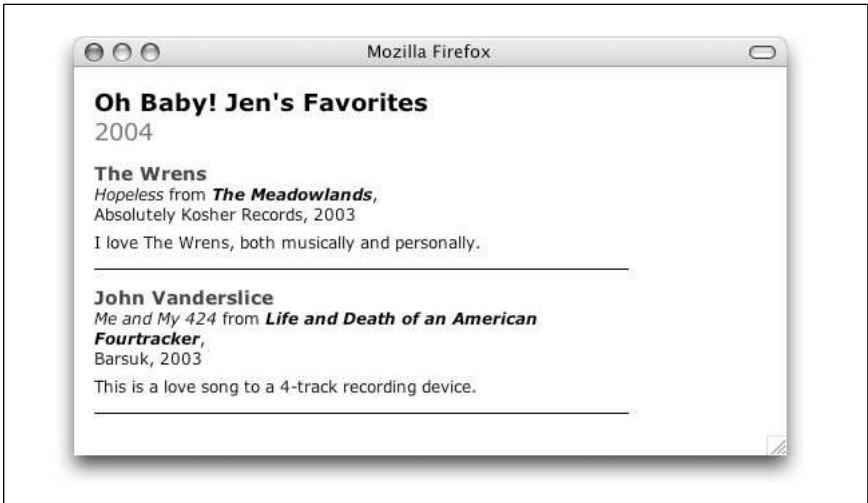 Mozilla Firefox
Oh Baby! Jen's Favorites
2004
The Wrens
Hopeless from The Meadowlands,
Absolutely Kosher Records, 2003
I love The Wrens, both musically and personally.
John Vanderslice
Me and My 424 from Life and Death of an American
Fourtracker,
Barsuk, 2003
This is a love song to a 4-track recording device.